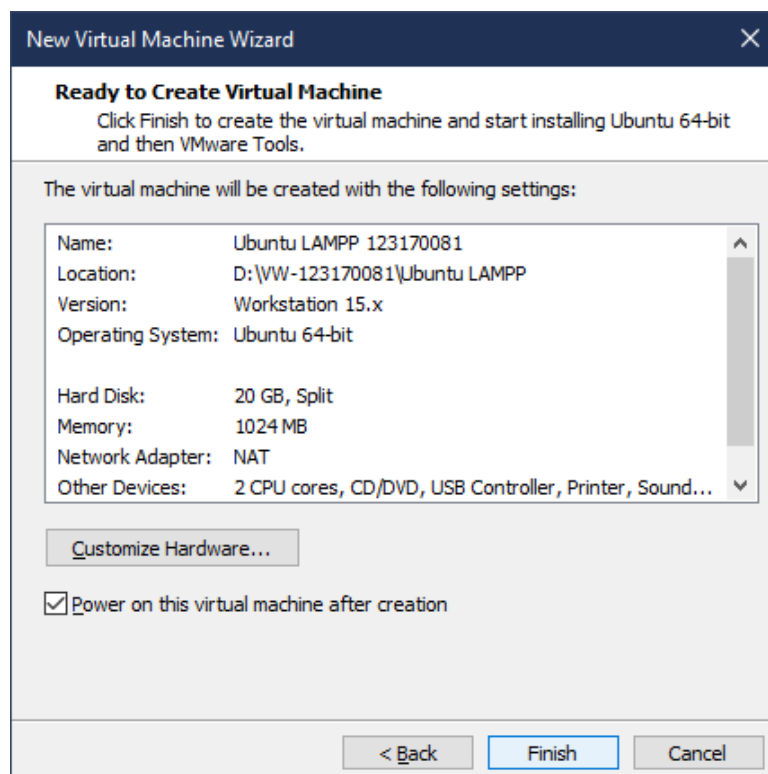 New Virtual Machine Wizard
Ready to Create Virtual Machine
Click Finish to create the virtual machine and start installing Ubuntu 64-bit
and then VMware Tools.
The virtual machine will be created with the following settings:
Name: Ubuntu LAMPP 123170081
Location: D:\VW-123170081\Ubuntu LAMPP
Version: Workstation 15.x
Operating System: Ubuntu 64-bit
Hard Disk: 20 GB, Split
Memory: 1024 MB
Network Adapter: NAT
Other Devices: 2 CPU cores, CD/DVD, USB Controller, Printer, Sound...
Customize Hardware...
Power on this virtual machine after creation
< Back Finish Cancel